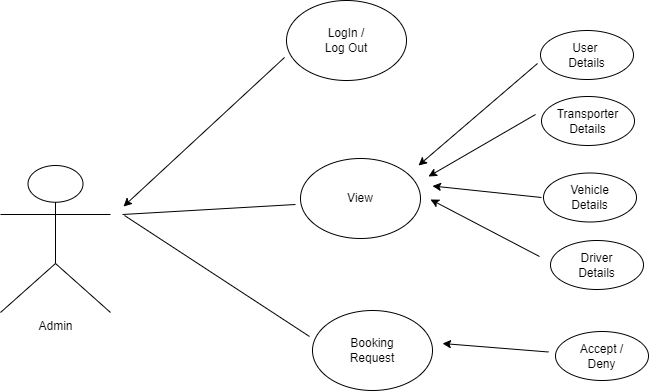 LogIn /
Log Out
User
Details
Transporter
Details
View
Vehicle
Details
Driver
Details
Admin
Booking
Request
Accept /
Deny